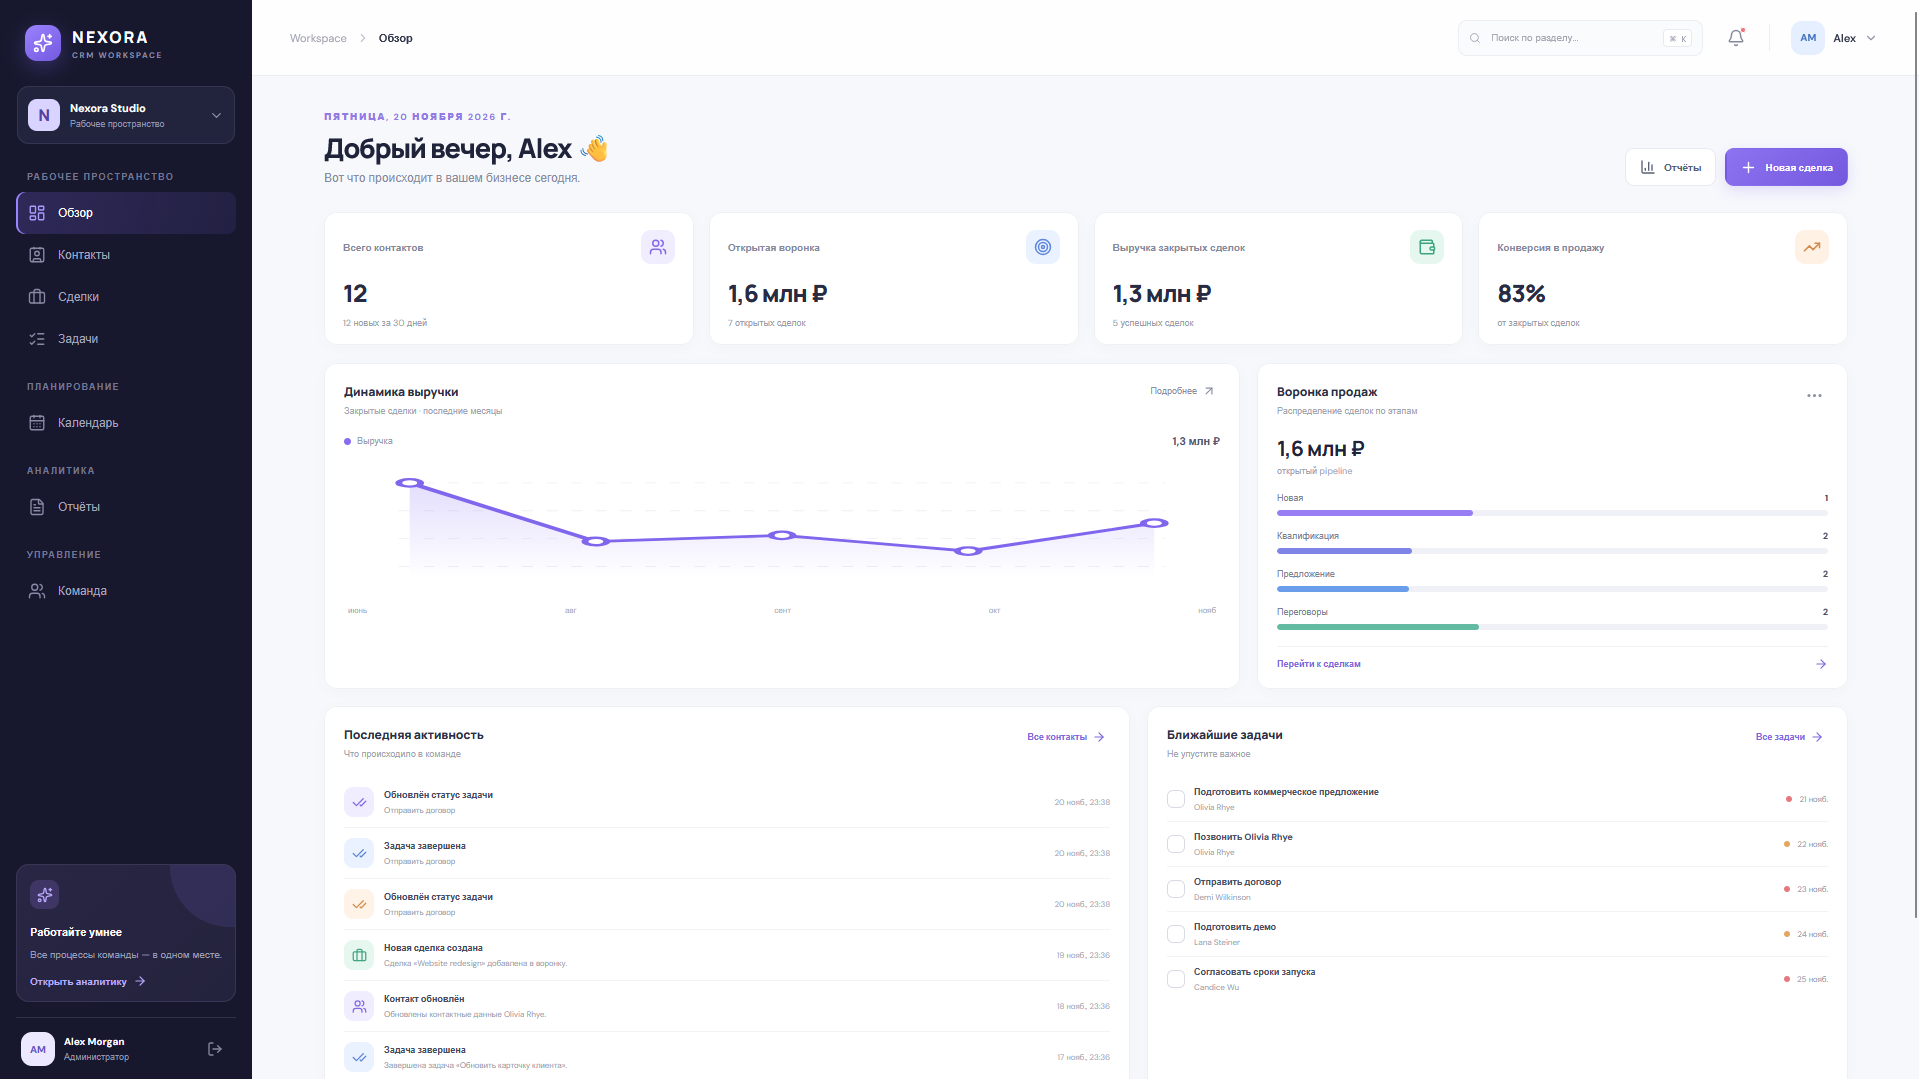 NEXORA
CRM WORKSPACE
N
Nexora Studio
Рабочее пространство
РАБОЧЕЕ ПРОСТРАНСТВО
Обзор
Контакты
Сделки
Задачи
ПЛАНИРОВАНИЕ
Календарь
АНАЛИТИКА
Отчёты
УПРАВЛЕНИЕ
Команда
Работайте умнее
Все процессы команды — в одном месте.
Открыть аналитику
AM
Alex Morgan
Администратор
Workspace
Обзор
Поиск по разделу...
⌘ K
AM
Alex
ПЯТНИЦА, 20 НОЯБРЯ 2026 Г.
Добрый вечер, Alex 👋
Вот что происходит в вашем бизнесе сегодня.
Отчёты
Новая сделка
Всего контактов
12
12 новых за 30 дней
Открытая воронка
1,6 млн ₽
7 открытых сделок
Выручка закрытых сделок
1,3 млн ₽
5 успешных сделок
Конверсия в продажу
83%
от закрытых сделок
Динамика выручки
Закрытые сделки · последние месяцы
Подробнее
Выручка
1,3 млн ₽
июнь
авг
сент
окт
нояб
Воронка продаж
Распределение сделок по этапам
1,6 млн ₽
открытый pipeline
Новая 1
Квалификация 2
Предложение 2
Переговоры 2
Перейти к сделкам
Последняя активность
Что происходило в команде
Все контакты
Обновлён статус задачи
Отправить договор
20 нояб., 23:38
Задача завершена
Отправить договор
20 нояб., 23:38
Обновлён статус задачи
Отправить договор
20 нояб., 23:38
Новая сделка создана
Сделка «Website redesign» добавлена в воронку.
19 нояб., 23:36
Контакт обновлён
Обновлены контактные данные Olivia Rhye.
18 нояб., 23:36
Задача завершена
Завершена задача «Обновить карточку клиента».
17 нояб., 23:36
Ближайшие задачи
Не упустите важное
Все задачи
Подготовить коммерческое предложение
Olivia Rhye
21 нояб.
Позвонить Olivia Rhye
Olivia Rhye
22 нояб.
Отправить договор
Demi Wilkinson
23 нояб.
Подготовить демо
Lana Steiner
24 нояб.
Согласовать сроки запуска
Candice Wu
25 нояб.